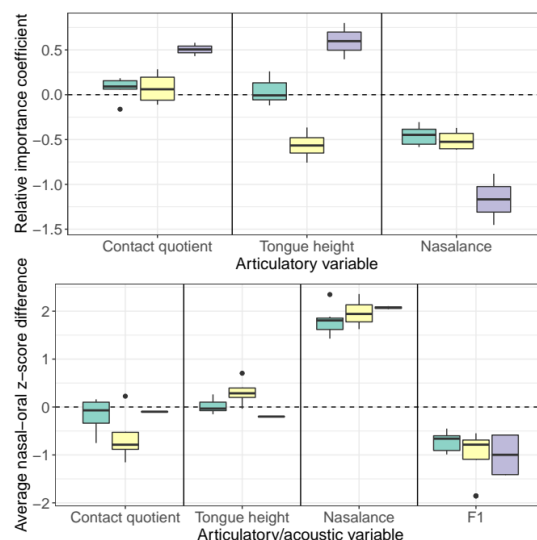 Relative importance coefficient
0.5
0.0
−0.5
−1.0
−1.5
Contact quotient Tongue height Nasalance
Articulatory variable
Average nasal-oral z-score difference
2
1
0
−1
−2
Contact quotient Tongue height Nasalance F1
Articulatory/acoustic variable